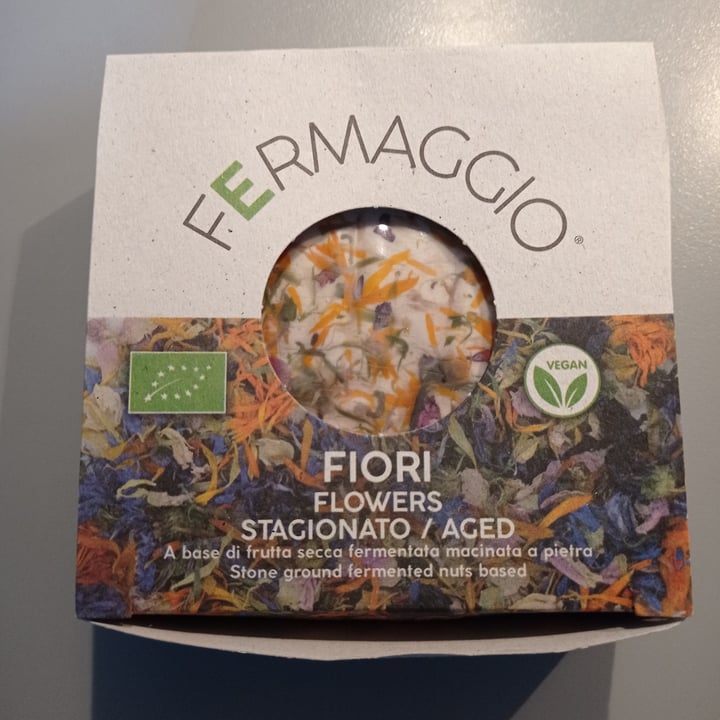 FERMAGGIO®
VEGAN
FIORI
FLOWERS
STAGIONATO / AGED
A base di frutta secca fermentata macinata a pietra
Stone ground fermented nuts based